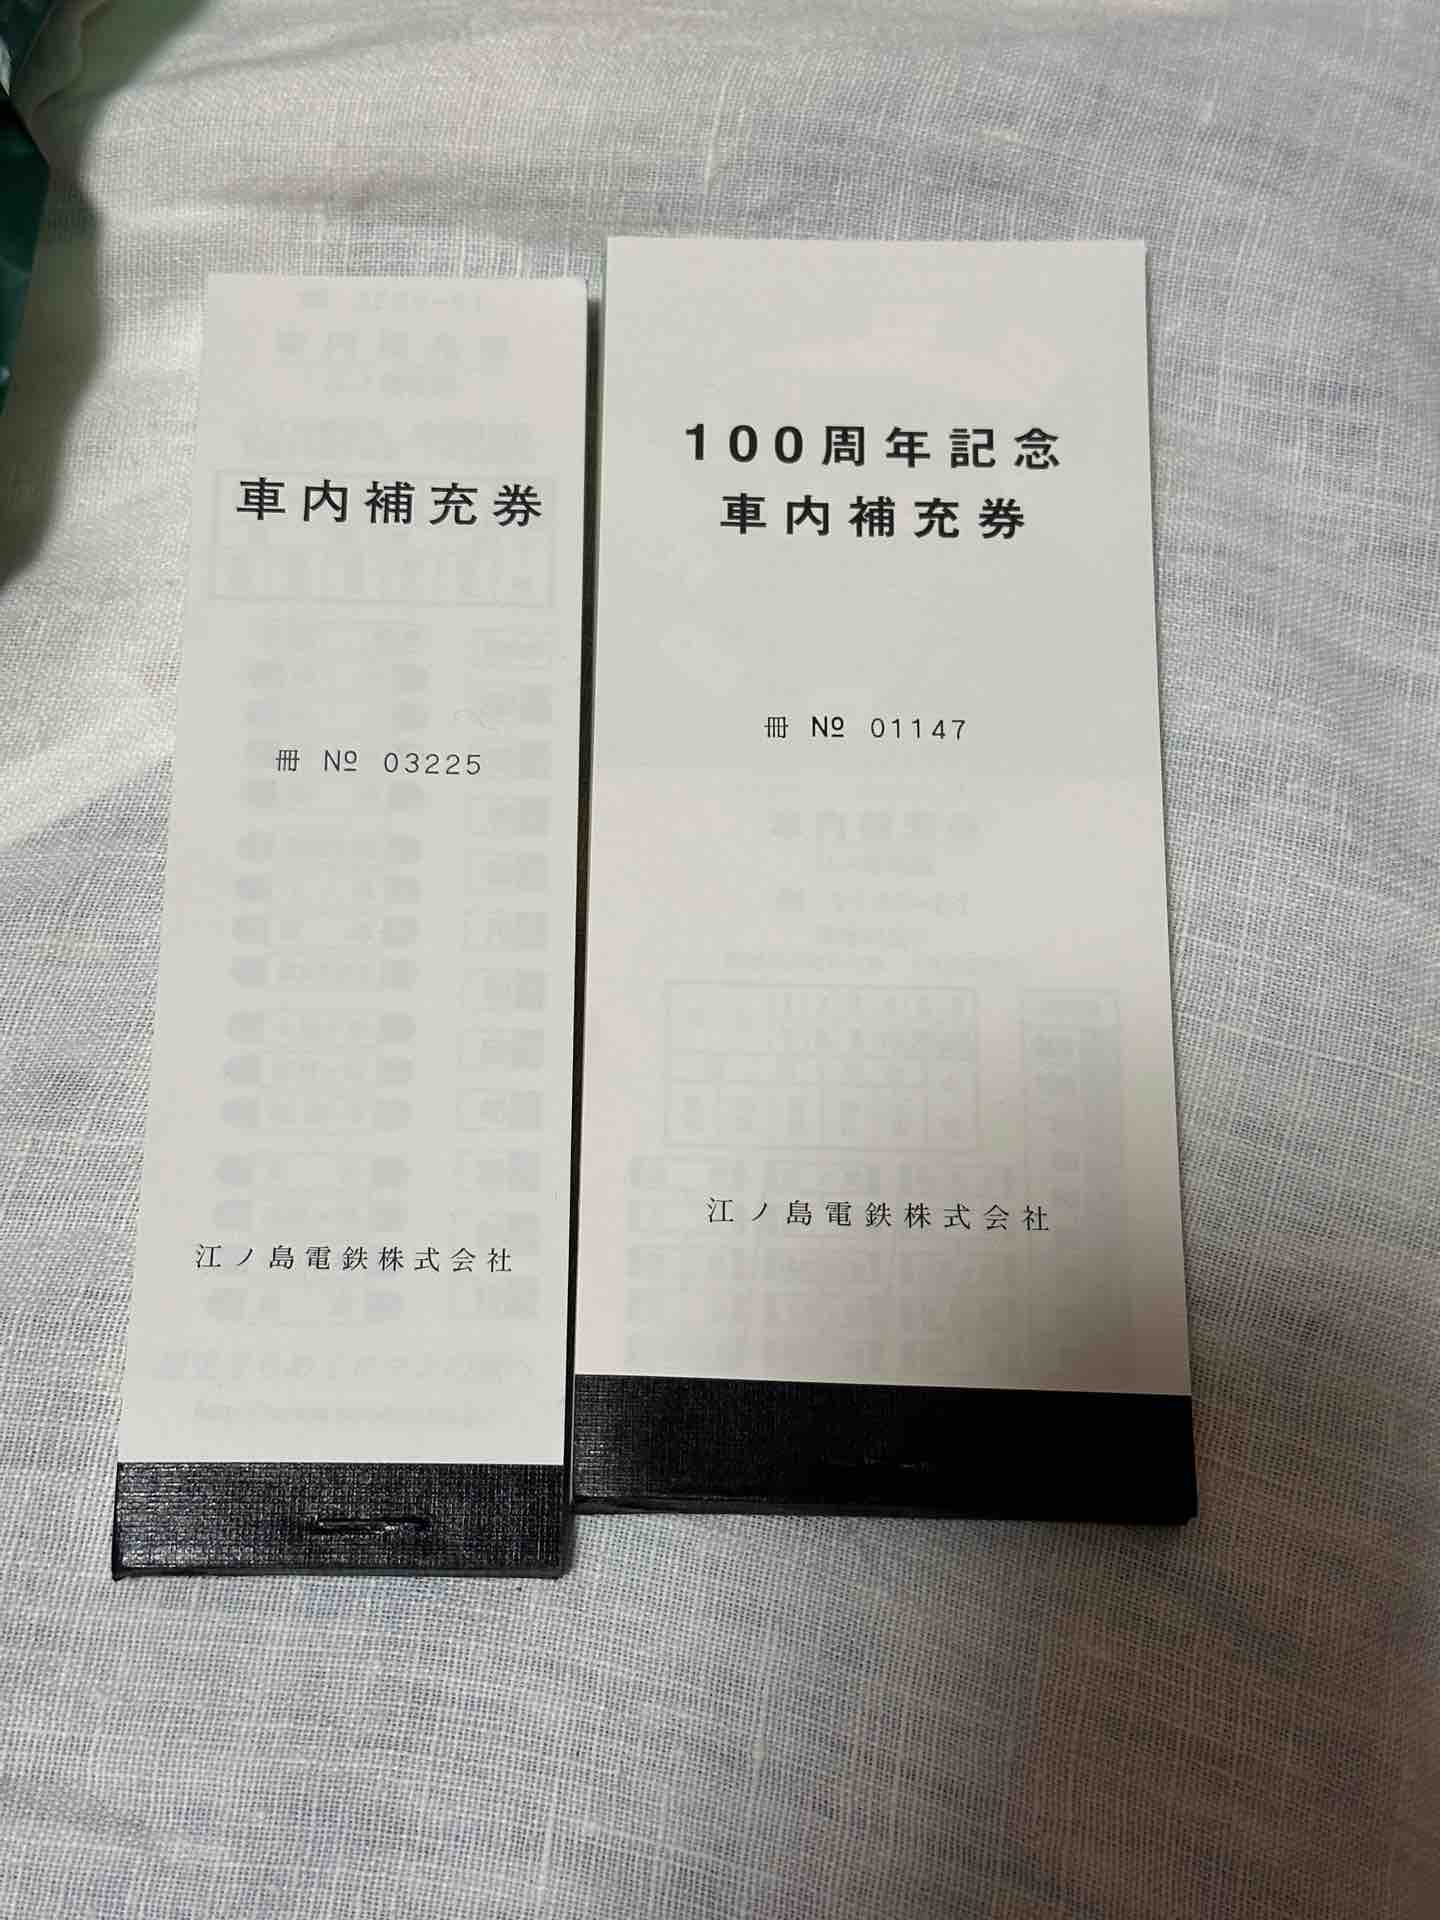 車内補充券
冊 № 03225
江ノ島電鉄株式会社
100周年記念
車内補充券
冊 № 01147
江ノ島電鉄株式会社